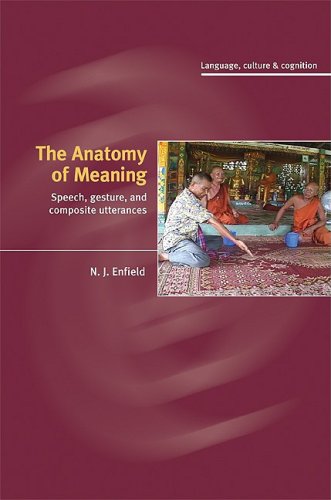 Language, culture & cognition
The Anatomy
of Meaning
Speech, gesture, and
composite utterances
N. J. Enfield